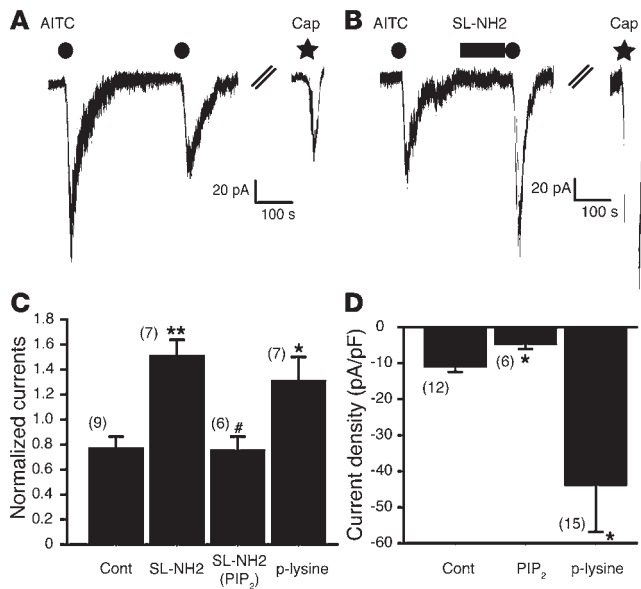 A
AITC
Cap
20 pA
100 s
B
AITC
SL-NH2
Cap
20 pA
100 s
C
Normalized currents
1.8
1.6
1.4
1.2
1.0
0.8
0.6
0.4
0.2
0
(9)
(7)
**
(6)
#
(7)
*
Cont
SL-NH2
SL-NH2
(PIP2)
p-lysine
D
Current density (pA/pF)
0
-10
-20
-30
-40
-50
-60
(12)
(6)
*
(15)
*
Cont
PIP2
p-lysine